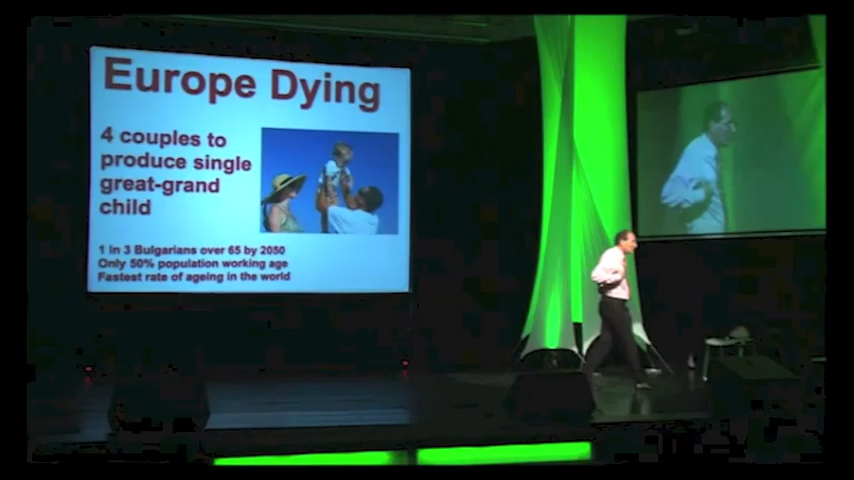 Europe Dying
4 couples to
produce single
great-grand
child
1 in 3 Bulgarians over 65 by 2050
Only 50% population working age
Fastest rate of ageing in the world